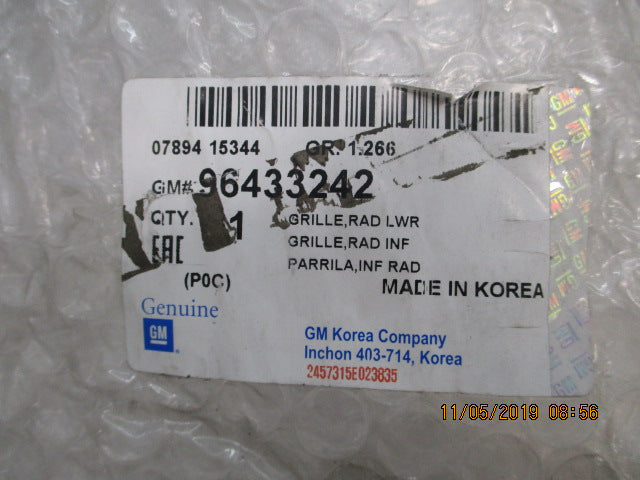 07894 15344 GR. 1.266
GM# 96433242
QTY. 1
GRILLE,RAD LWR
GRILLE,RAD INF
PARRILA,INF RAD
EAC
(P0C)
MADE IN KOREA
Genuine
GM
GM Korea Company
Inchon 403-714, Korea
2457315E023835
11/05/2019 08:56